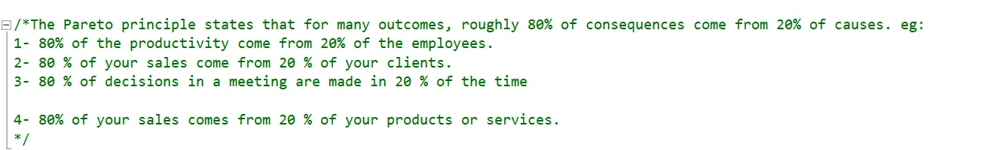 /*The Pareto principle states that for many outcomes, roughly 80% of consequences come from 20% of causes. eg:
1- 80% of the productivity come from 20% of the employees.
2- 80 % of your sales come from 20 % of your clients.
3- 80 % of decisions in a meeting are made in 20 % of the time
4- 80% of your sales comes from 20 % of your products or services.
*/